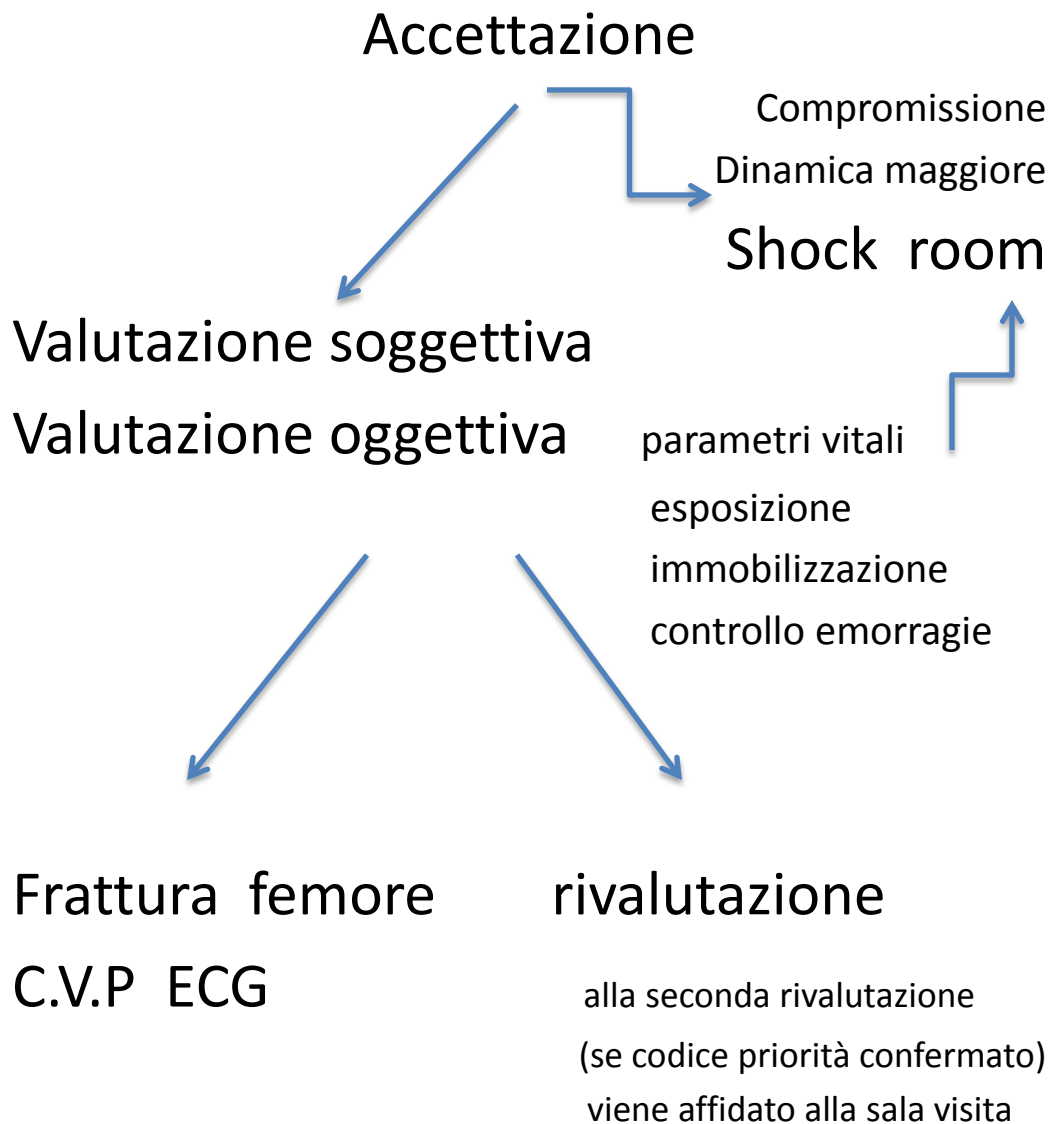 Accettazione
Compromissione
Dinamica maggiore
Shock room
Valutazione soggettiva
Valutazione oggettiva
parametri vitali
esposizione
immobilizzazione
controllo emorragie
Frattura femore
C.V.P ECG
rivalutazione
alla seconda rivalutazione
(se codice priorità confermato)
viene affidato alla sala visita